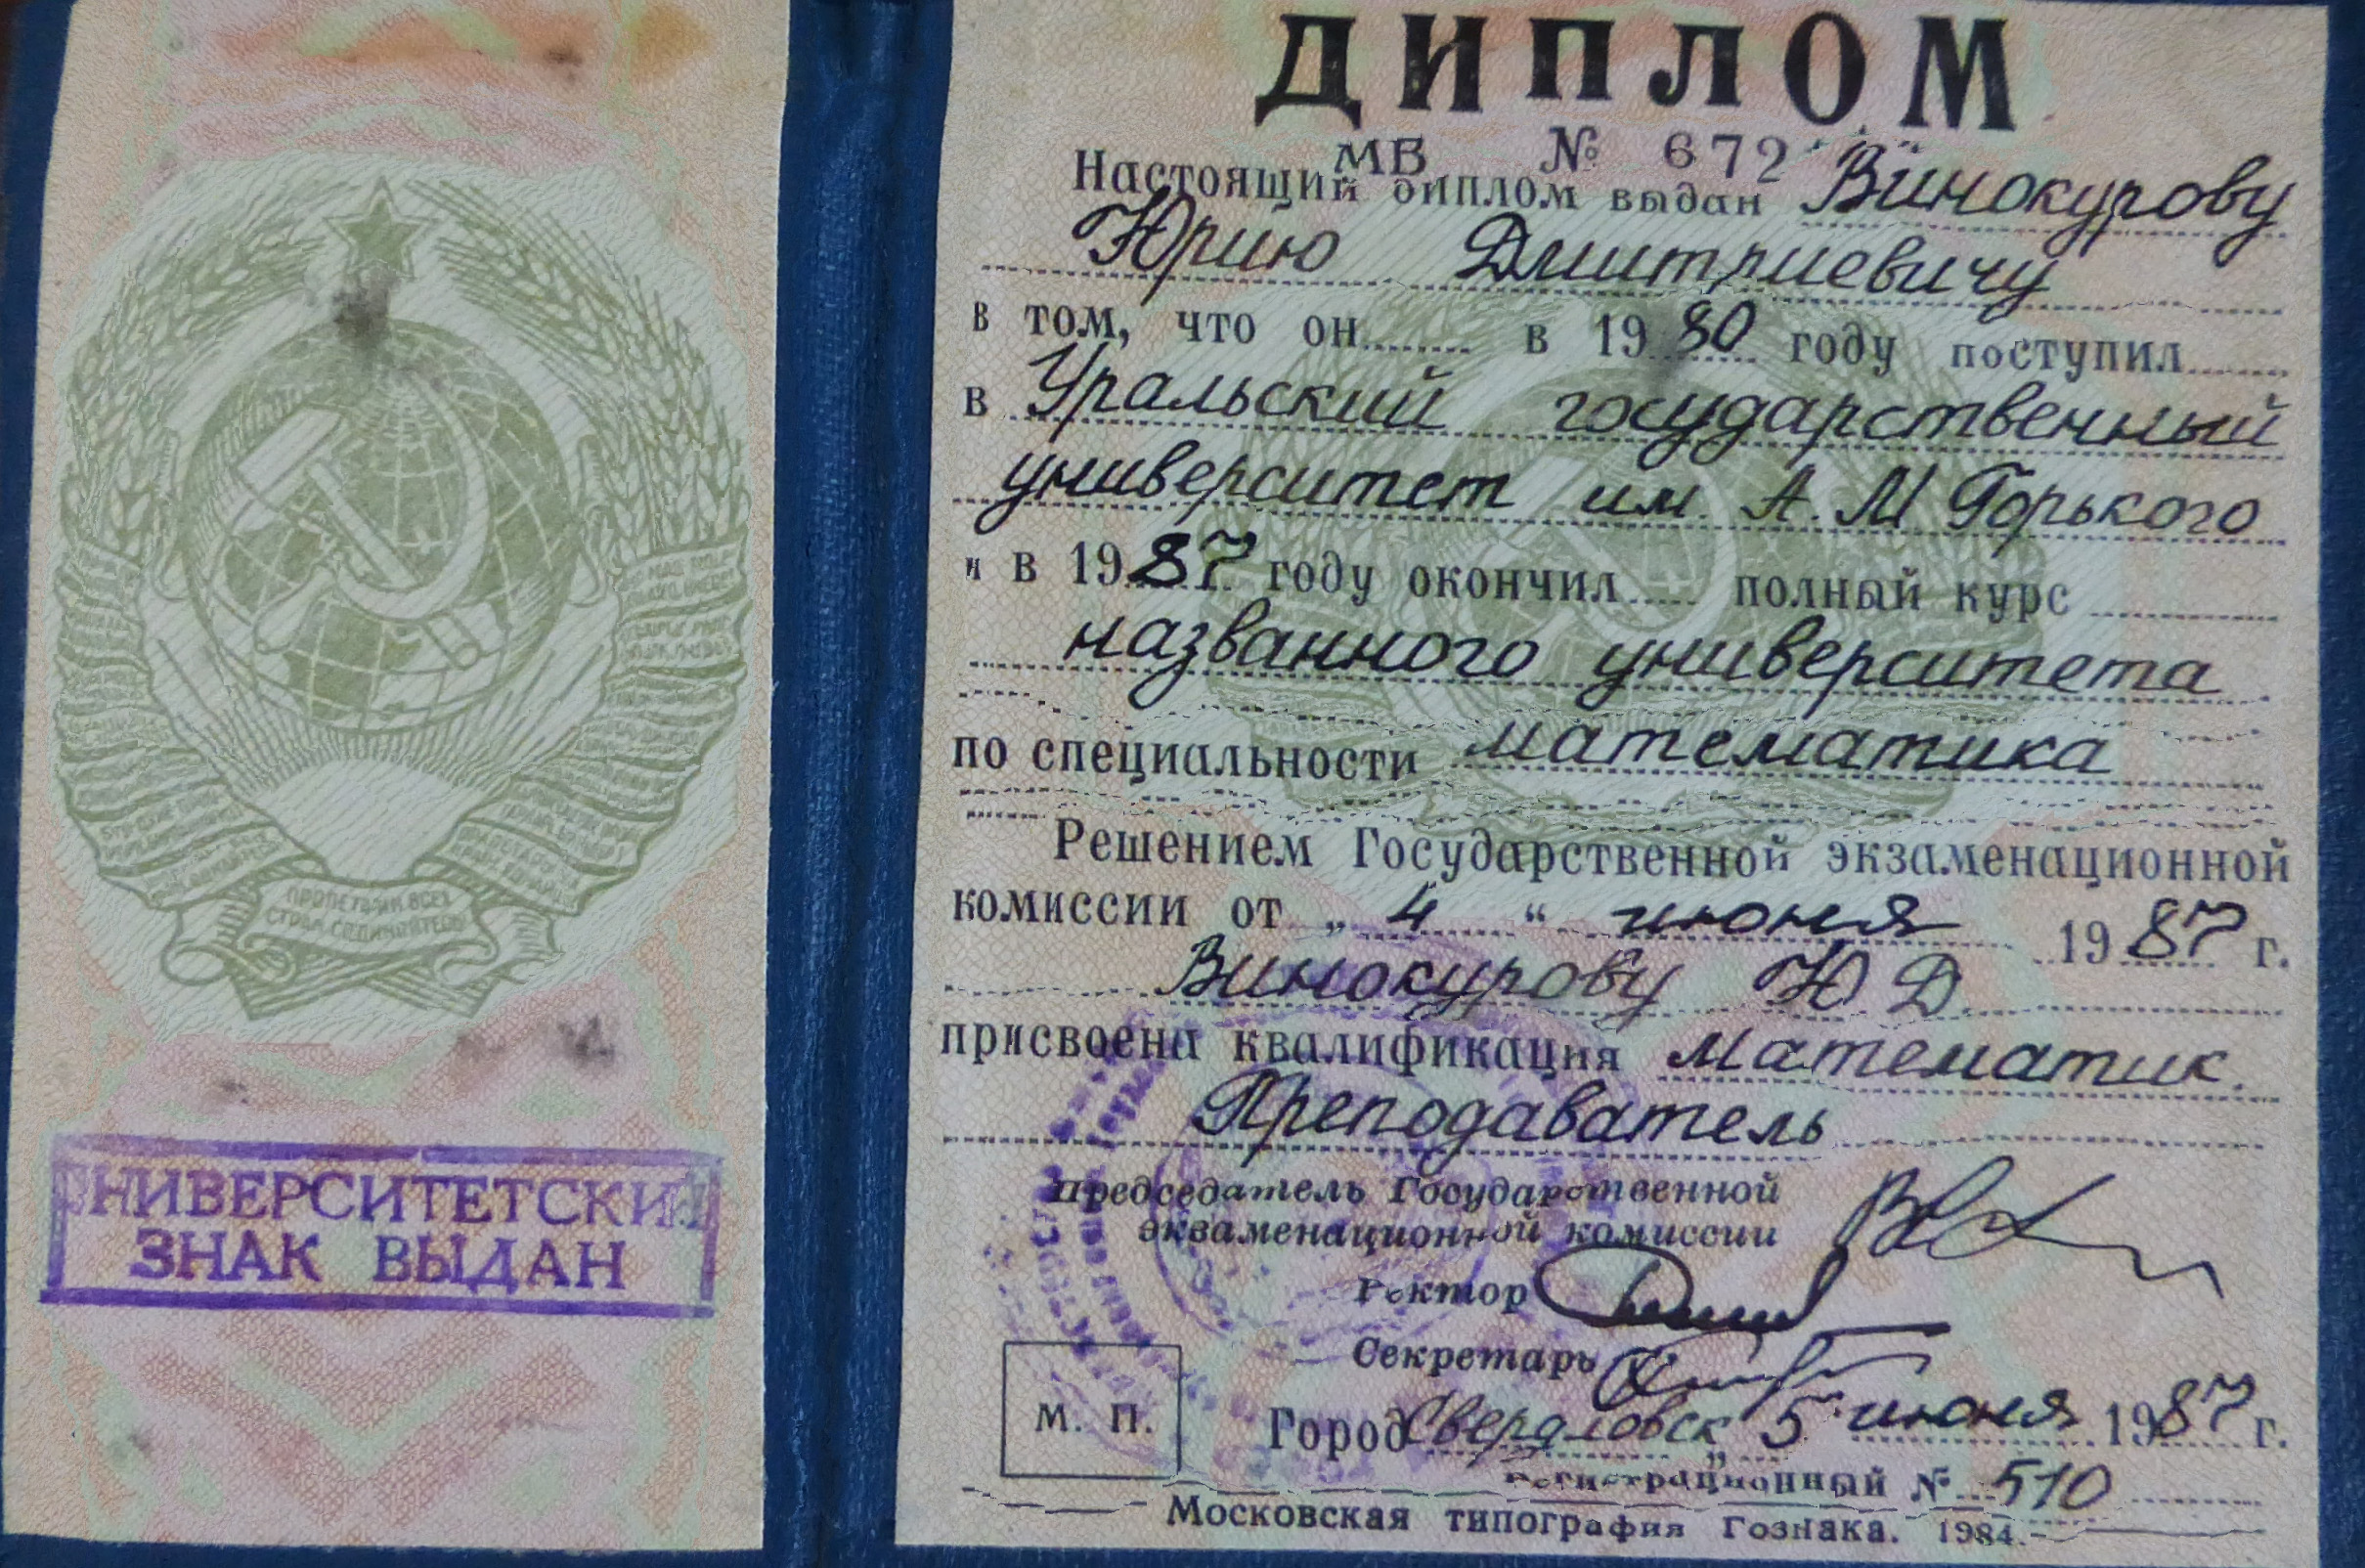 ПРОЛЕТАРИИ ВСЕХ
СТРАН, СОЕДИНЯЙТЕСЬ
УНИВЕРСИТЕТСКИЙ
ЗНАК ВЫДАН
ДИПЛОМ
МВ № 672
Настоящий диплом выдан Винокурову
Юрию Дмитриевичу
в том, что он в 1980 году поступил
в Уральский государственный
университет им. А. М Горького
и в 1987 году окончил полный курс
названного университета
по специальности математика
Решением Государственной экзаменационной
комиссии от „ 4 “ июня 1987 г.
Винокурову Ю Д.
присвоена квалификация Математик.
Преподаватель
Председатель Государственной
экзаменационной комиссии
Ректор
Секретарь
М. П.
Город Свердловск „ 5 “ июня 1987 г.
Регистрационный № 510
Московская типография Гознака. 1984.